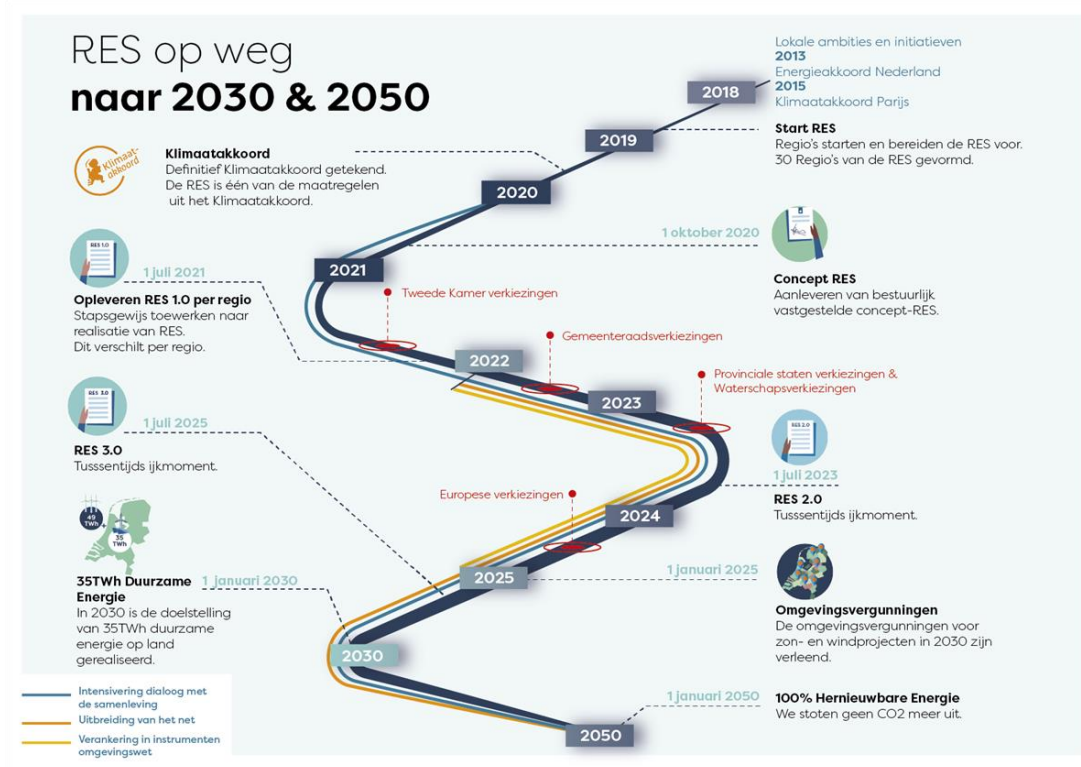 RES op weg
naar 2030 & 2050
Lokale ambities en initiatieven
2013
Energieakkoord Nederland
2015
Klimaatakkoord Parijs
2018
Start RES
Regio's starten en bereiden de RES voor.
30 Regio's van de RES gevormd.
2019
Klimaat-
akkoord
Klimaatakkoord
Definitief Klimaatakkoord getekend.
De RES is één van de maatregelen
uit het Klimaatakkoord.
2020
1 oktober 2020
Concept RES
Aanleveren van bestuurlijk
vastgestelde concept-RES.
2021
RES 1.0
1 juli 2021
Opleveren RES 1.0 per regio
Stapsgewijs toewerken naar
realisatie van RES.
Dit verschilt per regio.
Tweede Kamer verkiezingen
2022
Gemeenteraadsverkiezingen
2023
Provinciale staten verkiezingen &
Waterschapsverkiezingen
RES 3.0
1 juli 2025
RES 3.0
Tusssentijds ijkmoment.
RES 2.0
1 juli 2023
RES 2.0
Tusssentijds ijkmoment.
Europese verkiezingen
2024
2025
1 januari 2025
Omgevingsvergunningen
De omgevingsvergunningen voor
zon- en windprojecten in 2030 zijn
verleend.
49
TWh
35
TWh
35TWh Duurzame
Energie
1 januari 2030
In 2030 is de doelstelling
van 35TWh duurzame
energie op land
gerealiseerd.
2030
1 januari 2050
100% Hernieuwbare Energie
We stoten geen CO2 meer uit.
2050
Intensivering dialoog met
de samenleving
Uitbreiding van het net
Verankering in instrumenten
omgevingswet